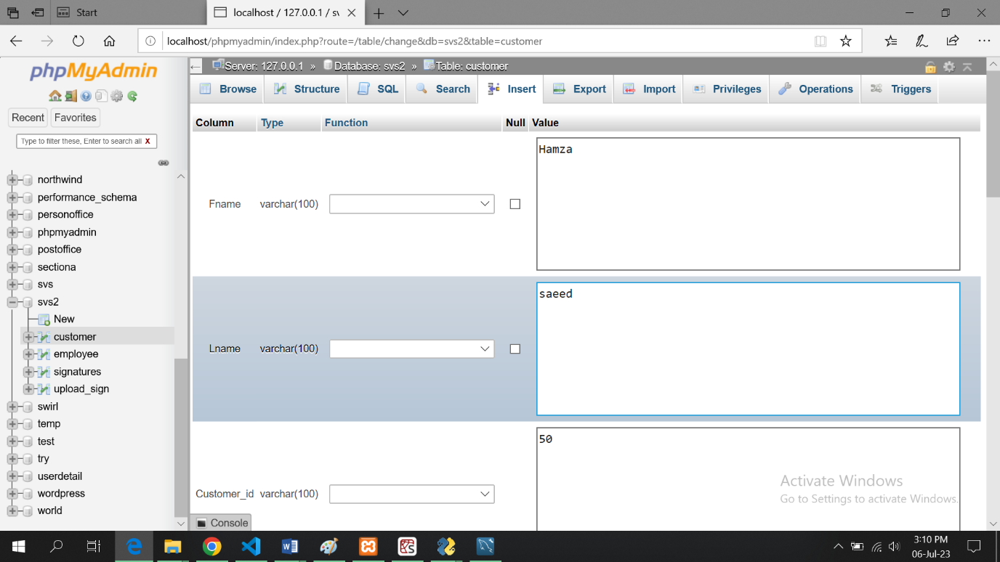 Start
localhost / 127.0.0.1 / sv
localhost/phpmyadmin/index.php?route=/table/change&db=svs2&table=customer
phpMyAdmin
Recent Favorites
Type to filter these, Enter to search all X
northwind
performance_schema
personoffice
phpmyadmin
postoffice
sectiona
svs
svs2
New
customer
employee
signatures
upload_sign
swirl
temp
test
try
userdetail
wordpress
world
Server: 127.0.0.1 » Database: svs2 » Table: customer
Browse Structure SQL Search Insert Export Import Privileges Operations Triggers
Column Type Function Null Value
Fname varchar(100) Hamza
Lname varchar(100) saeed
Customer_id varchar(100) 50
Console
Activate Windows
Go to Settings to activate Windows.
3:10 PM
06-Jul-23